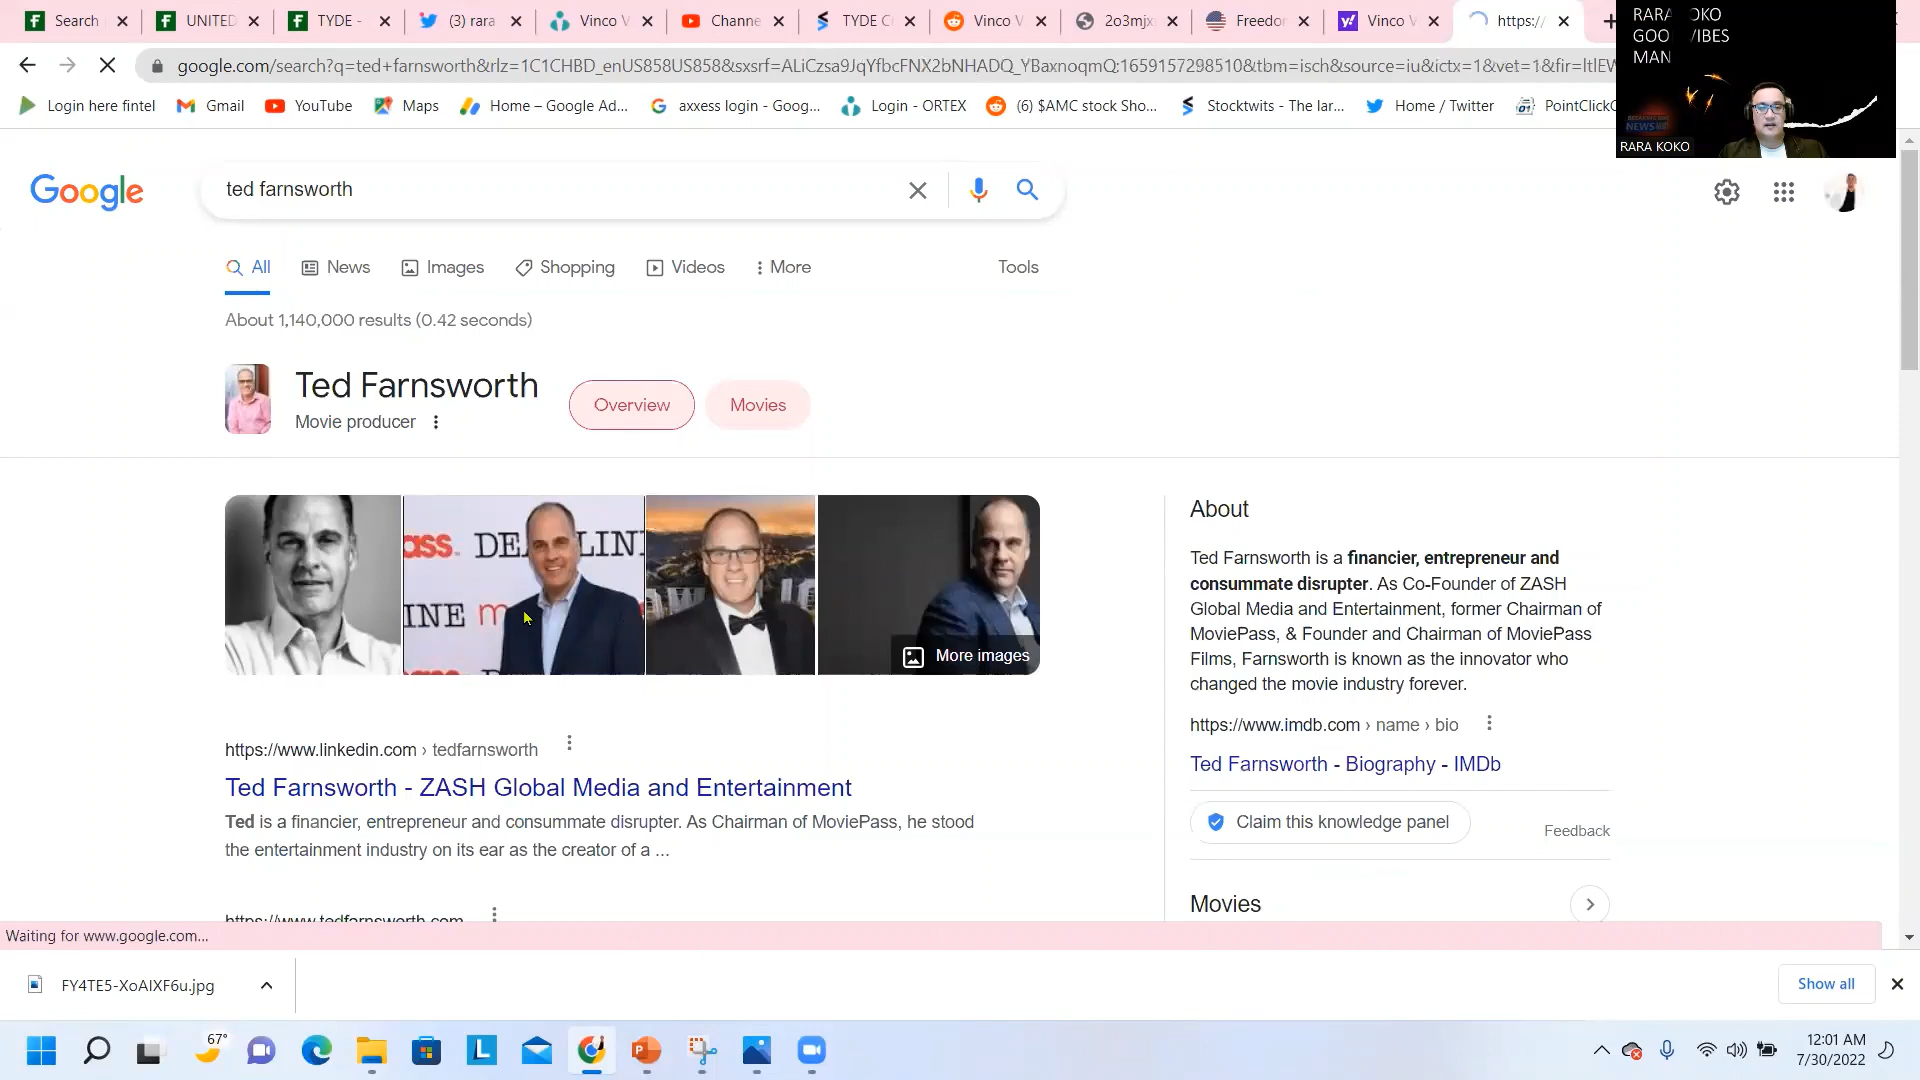 Search
UNITED
TYDE -
(3) rara
Vinco V
Channe
TYDE C
Vinco V
2o3mjx
Freedor
Vinco V
https://
google.com/search?q=ted+farnsworth&rlz=1C1CHBD_enUS858US858&sxsrf=ALiCzsa9JqYfbcFNX2bNHADQ_YBaxnoqmQ:1659157298510&tbm=isch&source=iu&ictx=1&vet=1&fir=ltlEW
Login here fintel
Gmail
YouTube
Maps
Home – Google Ad...
axxess login - Goog...
Login - ORTEX
(6) $AMC stock Sho...
Stocktwits - The lar...
Home / Twitter
PointClickC
RARA KOKO
GOO VIBES
MAN
BREAKING
NEWS
RARA KOKO
Google
ted farnsworth
All
News
Images
Shopping
Videos
More
Tools
About 1,140,000 results (0.42 seconds)
Ted Farnsworth
Movie producer
Overview
Movies
ass. DEADLINE
INE m
ass
More images
About
Ted Farnsworth is a financier, entrepreneur and
consummate disrupter. As Co-Founder of ZASH
Global Media and Entertainment, former Chairman of
MoviePass, & Founder and Chairman of MoviePass
Films, Farnsworth is known as the innovator who
changed the movie industry forever.
https://www.imdb.com › name › bio
Ted Farnsworth - Biography - IMDb
Claim this knowledge panel
Feedback
Movies
https://www.linkedin.com › tedfarnsworth
Ted Farnsworth - ZASH Global Media and Entertainment
Ted is a financier, entrepreneur and consummate disrupter. As Chairman of MoviePass, he stood
the entertainment industry on its ear as the creator of a ...
https://www.tedfarnsworth.com
Waiting for www.google.com...
FY4TE5-XoAIXF6u.jpg
Show all
67°
12:01 AM
7/30/2022